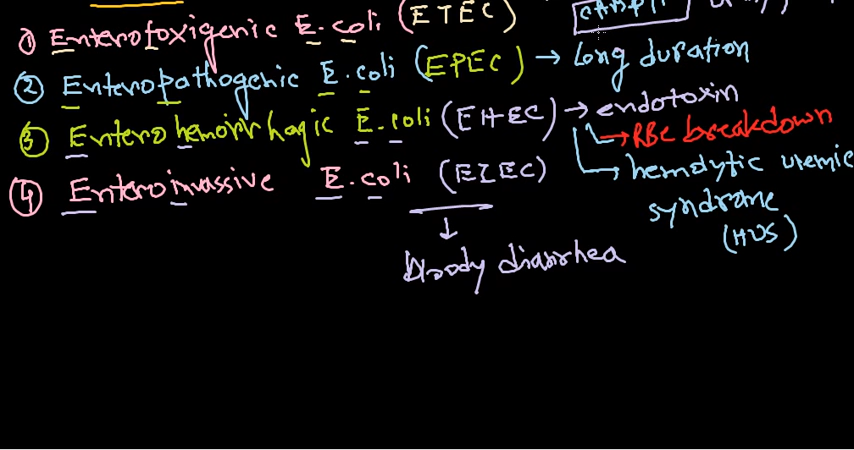 ① Enterotoxigenic E.coli (ETEC)
② Enteropathogenic E.coli (EPEC) → Long duration
③ Enterohemorrhagic E.coli (EHEC) → endotoxin
→ RBC breakdown
→ hemolytic uremic
syndrome
(HUS)
④ Enteroinvassive E.coli (EIEC)
↓
bloody diarrhea